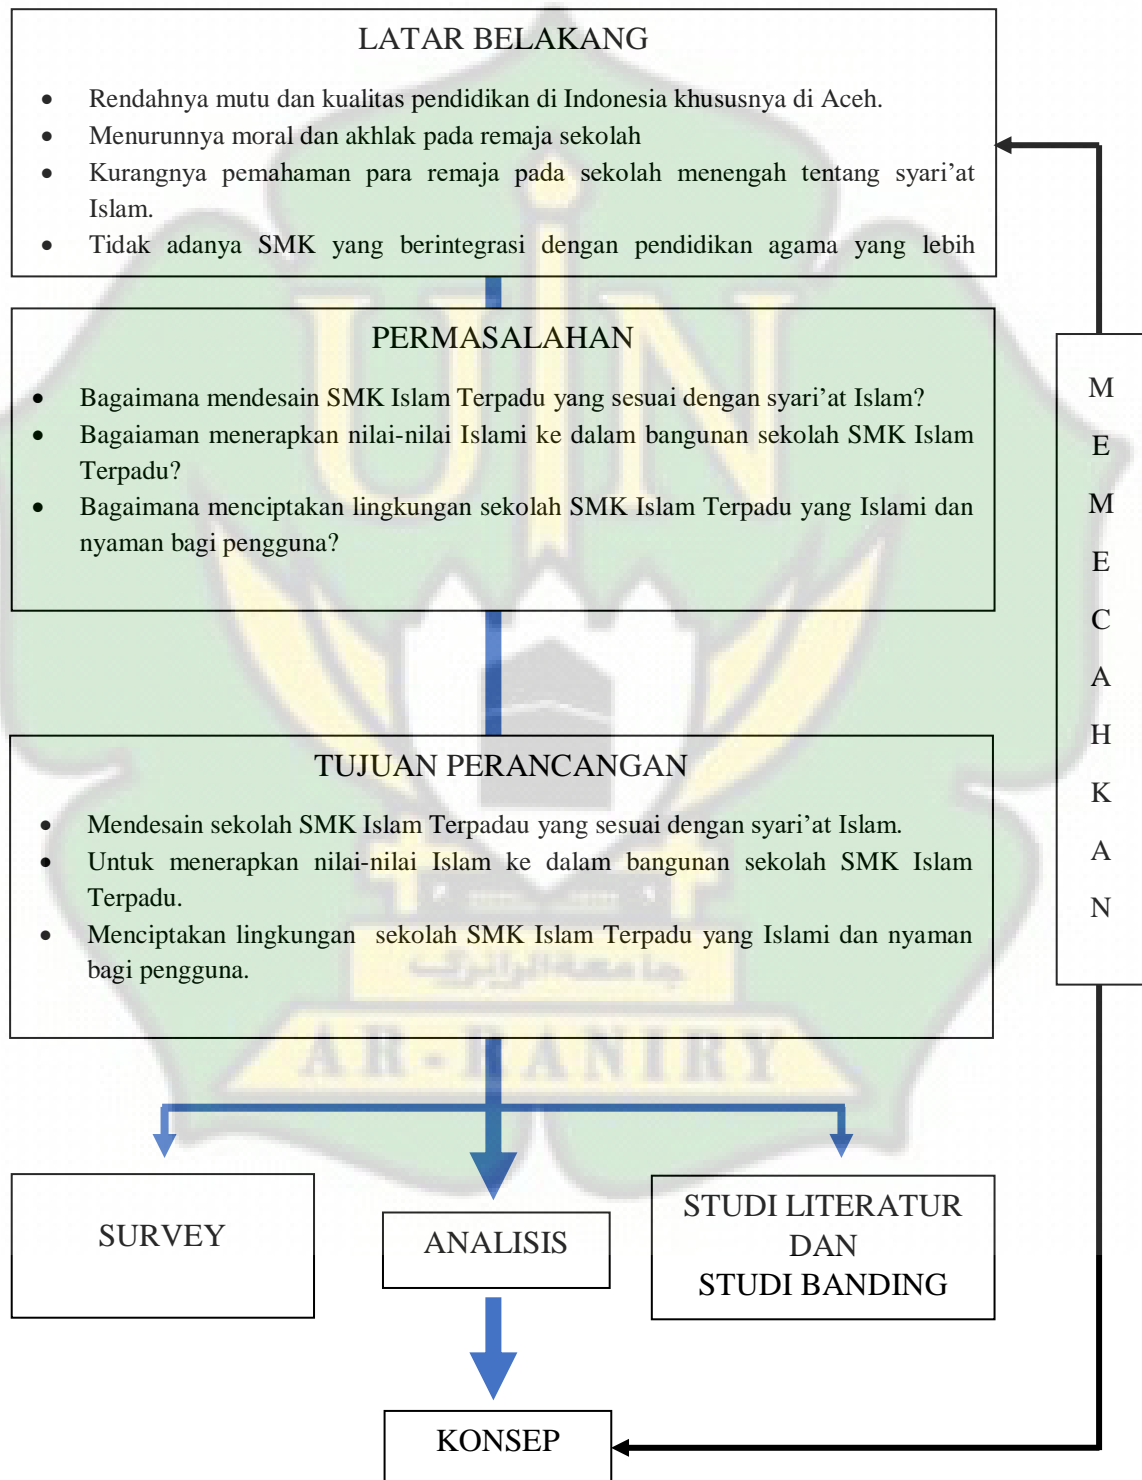 LATAR BELAKANG
• Rendahnya mutu dan kualitas pendidikan di Indonesia khususnya di Aceh.
• Menurunnya moral dan akhlak pada remaja sekolah
• Kurangnya pemahaman para remaja pada sekolah menengah tentang syari’at
Islam.
• Tidak adanya SMK yang berintegrasi dengan pendidikan agama yang lebih
PERMASALAHAN
• Bagaimana mendesain SMK Islam Terpadu yang sesuai dengan syari’at Islam?
• Bagaiaman menerapkan nilai-nilai Islami ke dalam bangunan sekolah SMK Islam
Terpadu?
• Bagaimana menciptakan lingkungan sekolah SMK Islam Terpadu yang Islami dan
nyaman bagi pengguna?
TUJUAN PERANCANGAN
• Mendesain sekolah SMK Islam Terpadau yang sesuai dengan syari’at Islam.
• Untuk menerapkan nilai-nilai Islam ke dalam bangunan sekolah SMK Islam
Terpadu.
• Menciptakan lingkungan sekolah SMK Islam Terpadu yang Islami dan nyaman
bagi pengguna.
M
E
M
E
C
A
H
K
A
N
SURVEY
ANALISIS
STUDI LITERATUR
DAN
STUDI BANDING
KONSEP
UIN
جامعة الرانري
AR-RANIRY